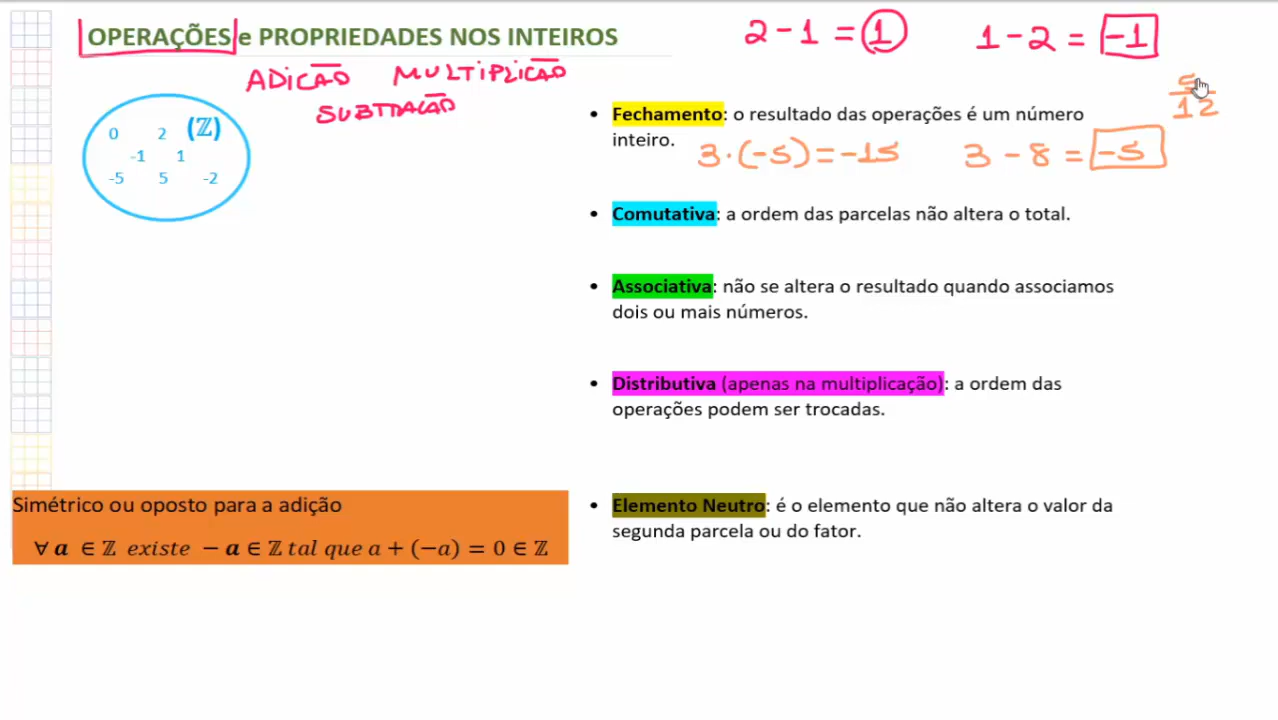 OPERAÇÕES e PROPRIEDADES NOS INTEIROS
2 - 1 = 1
1 - 2 = -1
ADIÇÃO MULTIPLICAÇÃO
SUBTRAÇÃO
0 2 (ℤ)
-1 1
-5 5 -2
• Fechamento: o resultado das operações é um número
inteiro.
3 · (-5) = -15
3 - 8 = -5
12
• Comutativa: a ordem das parcelas não altera o total.
• Associativa: não se altera o resultado quando associamos
dois ou mais números.
• Distributiva (apenas na multiplicação): a ordem das
operações podem ser trocadas.
Simétrico ou oposto para a adição
∀ a ∈ ℤ existe − a ∈ ℤ tal que a + (−a) = 0 ∈ ℤ
• Elemento Neutro: é o elemento que não altera o valor da
segunda parcela ou do fator.